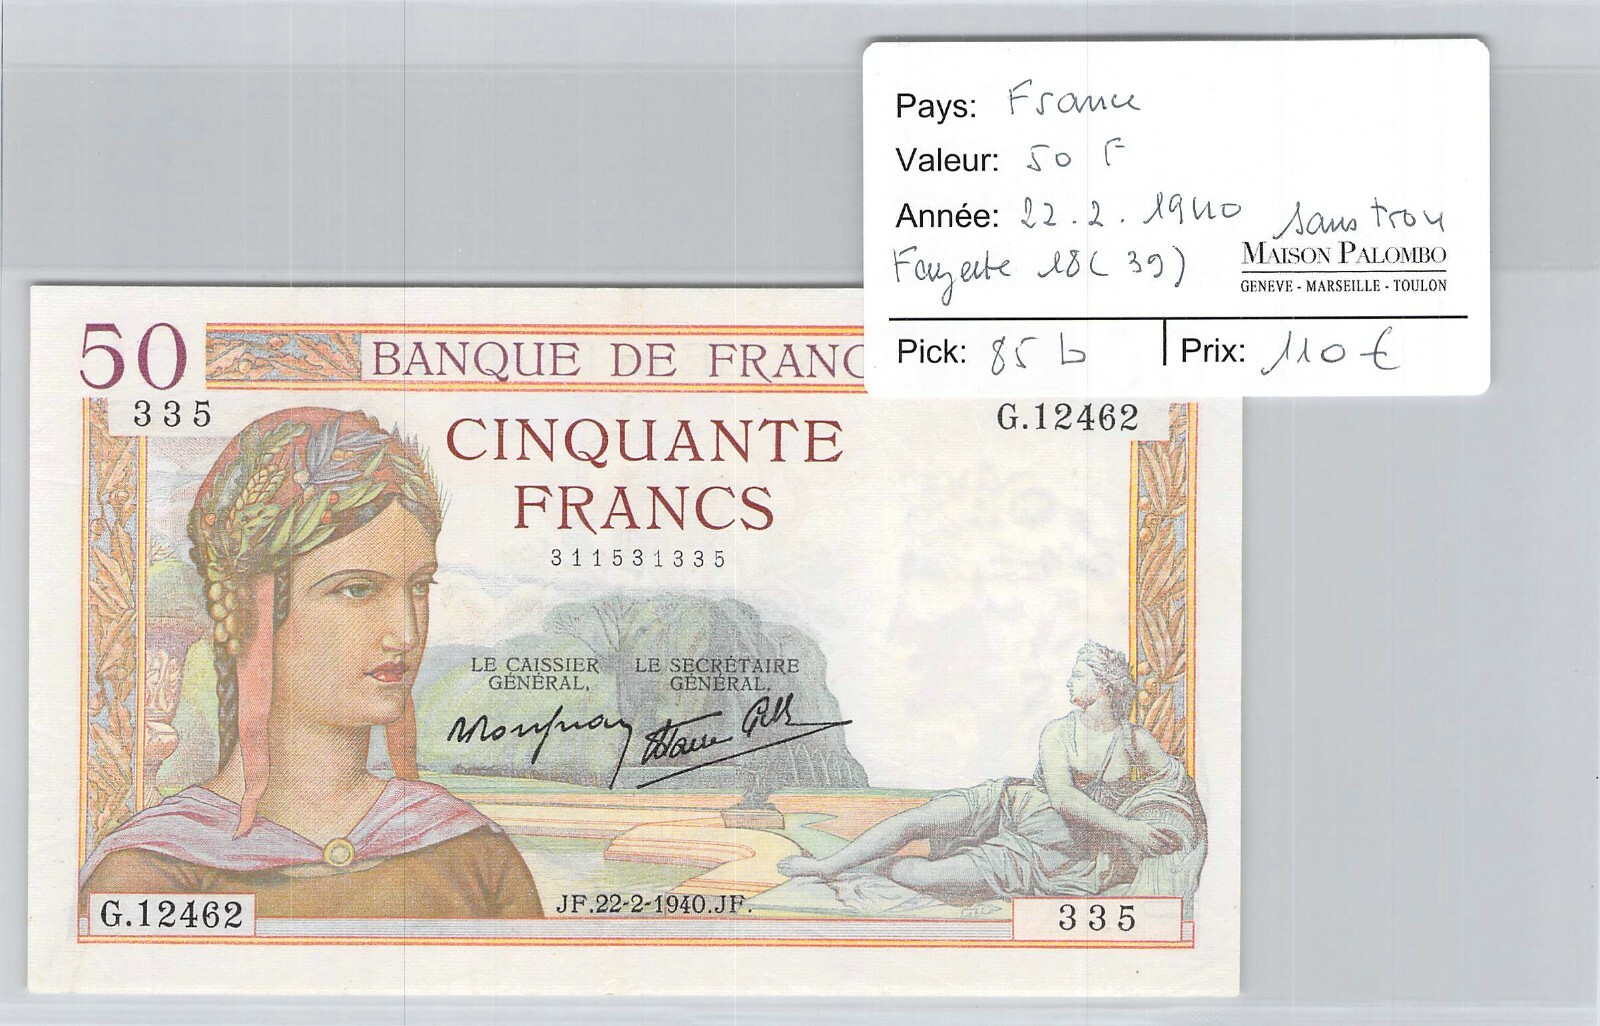 Pays: France
Valeur: 50 F
Année: 22.2.1940 sans trou
Fayette 18(39)
MAISON PALOMBO
GENEVE - MARSEILLE - TOULON
Pick: 85 b Prix: 110 €
50 BANQUE DE FRANC
335 G.12462
CINQUANTE
FRANCS
311531335
LE CAISSIER LE SECRÉTAIRE
GÉNÉRAL, GÉNÉRAL,
JF.22-2-1940.JF.
G.12462 335